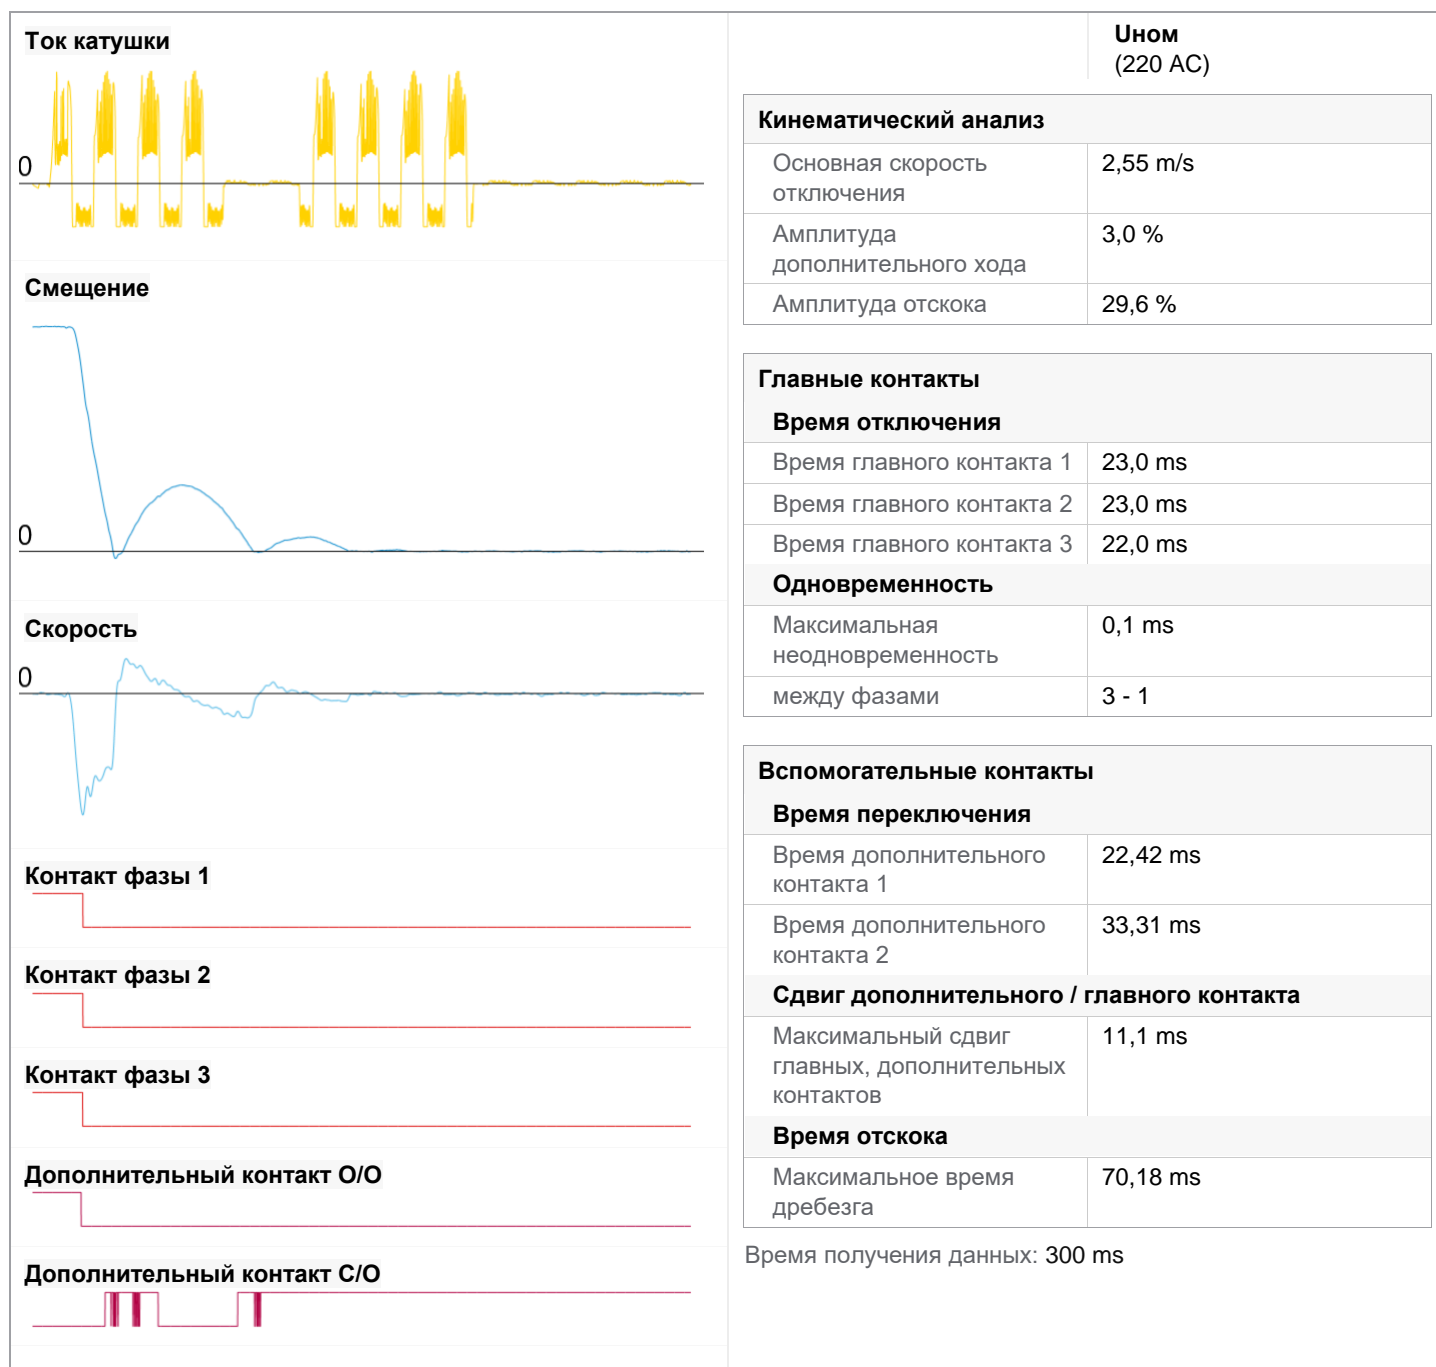 Ток катушки
0
Смещение
0
Скорость
0
Контакт фазы 1
Контакт фазы 2
Контакт фазы 3
Дополнительный контакт O/O
Дополнительный контакт C/O
Uном
(220 AC)
Кинематический анализ
Основная скорость 2,55 m/s
отключения
Амплитуда 3,0 %
дополнительного хода
Амплитуда отскока 29,6 %
Главные контакты
Время отключения
Время главного контакта 1 23,0 ms
Время главного контакта 2 23,0 ms
Время главного контакта 3 22,0 ms
Одновременность
Максимальная 0,1 ms
неодновременность
между фазами 3 - 1
Вспомогательные контакты
Время переключения
Время дополнительного 22,42 ms
контакта 1
Время дополнительного 33,31 ms
контакта 2
Сдвиг дополнительного / главного контакта
Максимальный сдвиг 11,1 ms
главных, дополнительных
контактов
Время отскока
Максимальное время 70,18 ms
дребезга
Время получения данных: 300 ms